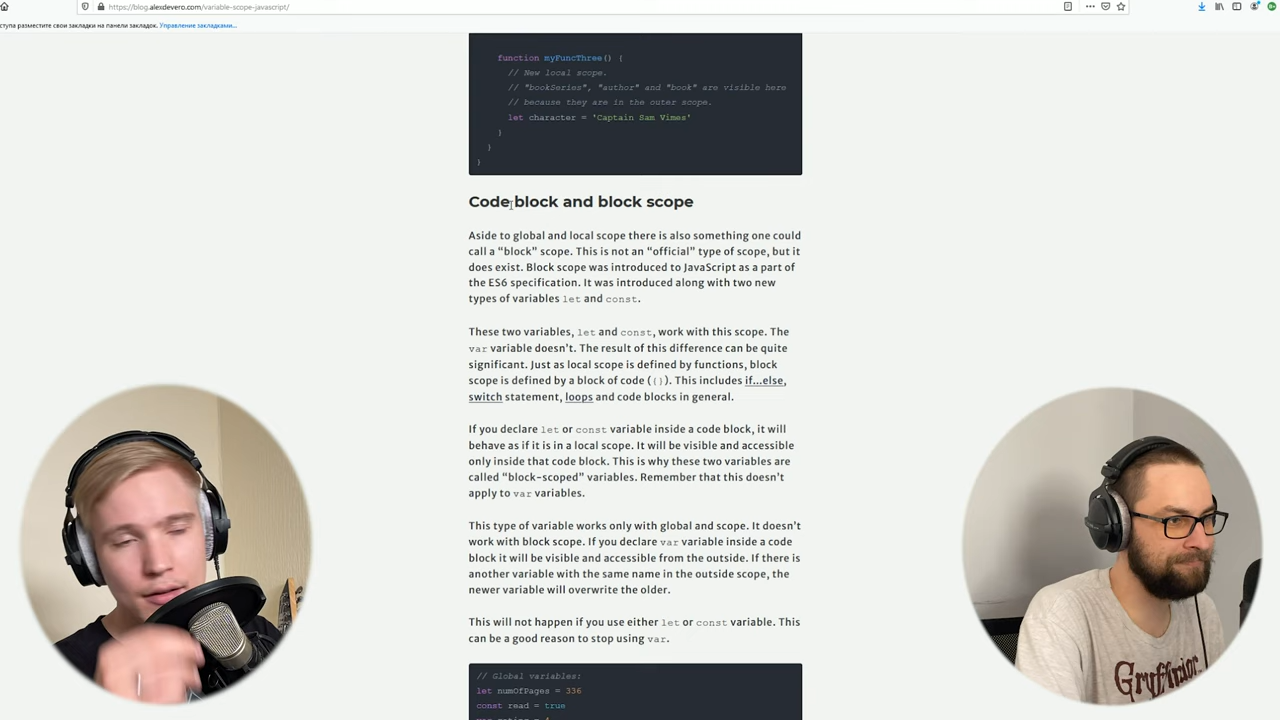 https://blog.alexdevero.com/variable-scope-javascript/
ступа разместите свои закладки на панели закладок. Управление закладками...
function myFuncThree() {
// New local scope.
// "bookSeries", "author" and "book" are visible here
// because they are in the outer scope.
let character = 'Captain Sam Vimes'
}
}
}
Code block and block scope
Aside to global and local scope there is also something one could
call a “block” scope. This is not an “official” type of scope, but it
does exist. Block scope was introduced to JavaScript as a part of
the ES6 specification. It was introduced along with two new
types of variables let and const.
These two variables, let and const, work with this scope. The
var variable doesn’t. The result of this difference can be quite
significant. Just as local scope is defined by functions, block
scope is defined by a block of code ({}). This includes if...else,
switch statement, loops and code blocks in general.
If you declare let or const variable inside a code block, it will
behave as if it is in a local scope. It will be visible and accessible
only inside that code block. This is why these two variables are
called “block-scoped” variables. Remember that this doesn’t
apply to var variables.
This type of variable works only with global and scope. It doesn’t
work with block scope. If you declare var variable inside a code
block it will be visible and accessible from the outside. If there is
another variable with the same name in the outside scope, the
newer variable will overwrite the older.
This will not happen if you use either let or const variable. This
can be a good reason to stop using var.
// Global variables:
let numOfPages = 336
const read = true
Gryffindor